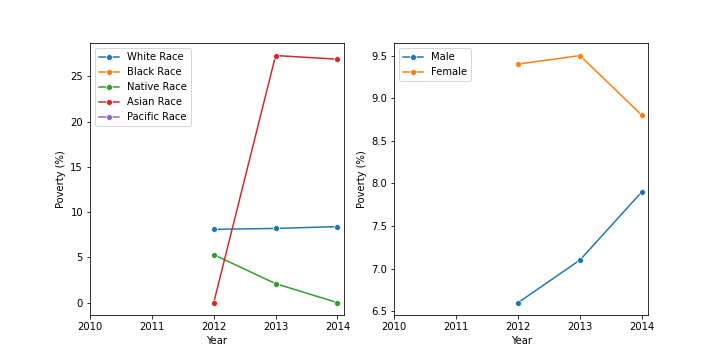 White Race
Black Race
Native Race
Asian Race
Pacific Race
Poverty (%)
25
20
15
10
5
0
2010 2011 2012 2013 2014
Year
Male
Female
Poverty (%)
9.5
9.0
8.5
8.0
7.5
7.0
6.5
2010 2011 2012 2013 2014
Year